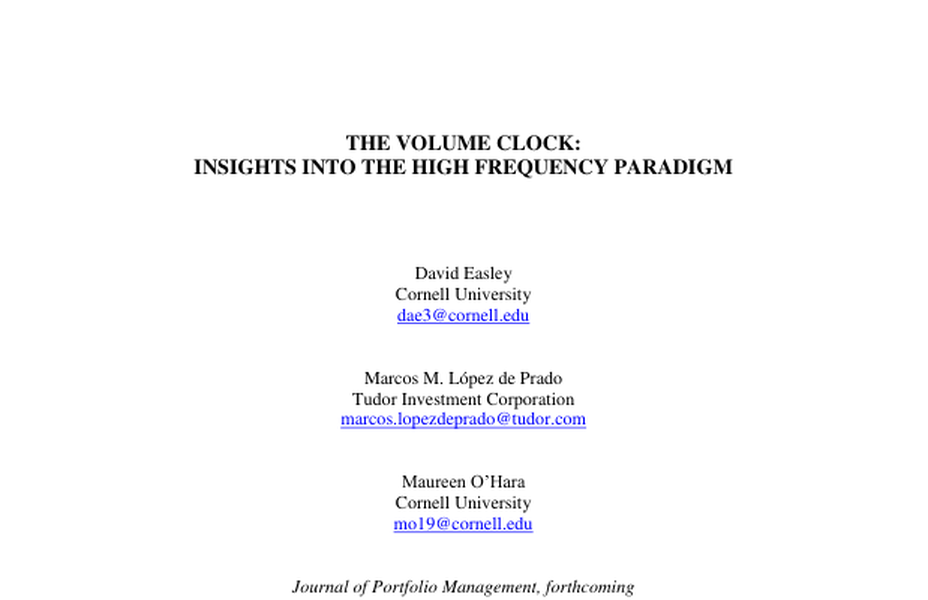 THE VOLUME CLOCK:
INSIGHTS INTO THE HIGH FREQUENCY PARADIGM
David Easley
Cornell University
dae3@cornell.edu
Marcos M. López de Prado
Tudor Investment Corporation
marcos.lopezdeprado@tudor.com
Maureen O’Hara
Cornell University
mo19@cornell.edu
Journal of Portfolio Management, forthcoming